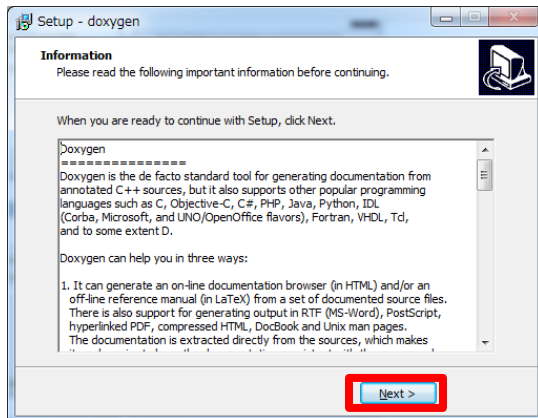 Setup - doxygen
Information
Please read the following important information before continuing.
When you are ready to continue with Setup, click Next.
Doxygen
===============
Doxygen is the de facto standard tool for generating documentation from
annotated C++ sources, but it also supports other popular programming
languages such as C, Objective-C, C#, PHP, Java, Python, IDL
(Corba, Microsoft, and UNO/OpenOffice flavors), Fortran, VHDL, Tcl,
and to some extent D.
Doxygen can help you in three ways:
1. It can generate an on-line documentation browser (in HTML) and/or an
off-line reference manual (in LaTeX) from a set of documented source files.
There is also support for generating output in RTF (MS-Word), PostScript,
hyperlinked PDF, compressed HTML, DocBook and Unix man pages.
The documentation is extracted directly from the sources, which makes
Next >